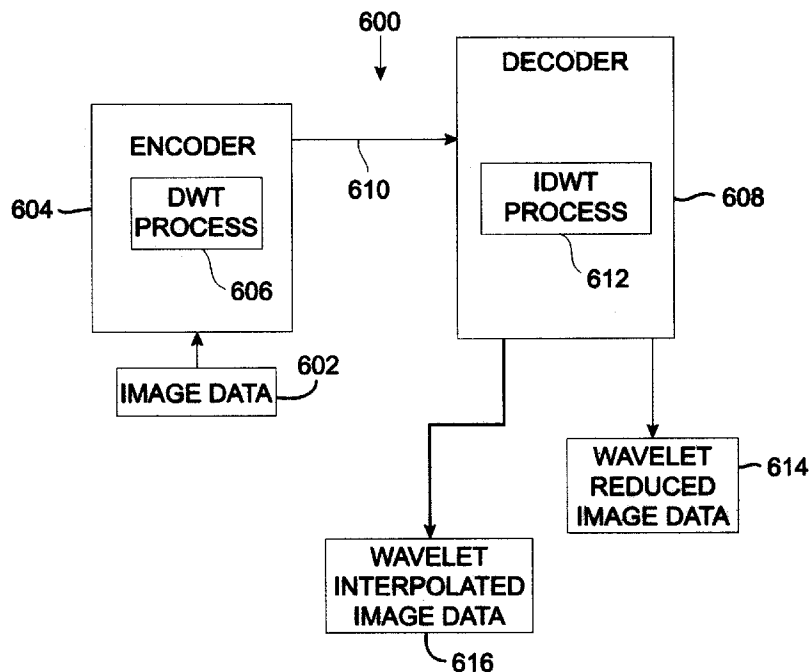 600
DECODER
ENCODER
610
DWT
PROCESS
604
606
IDWT
PROCESS
608
612
602
IMAGE DATA
WAVELET
REDUCED
IMAGE DATA
614
WAVELET
INTERPOLATED
IMAGE DATA
616